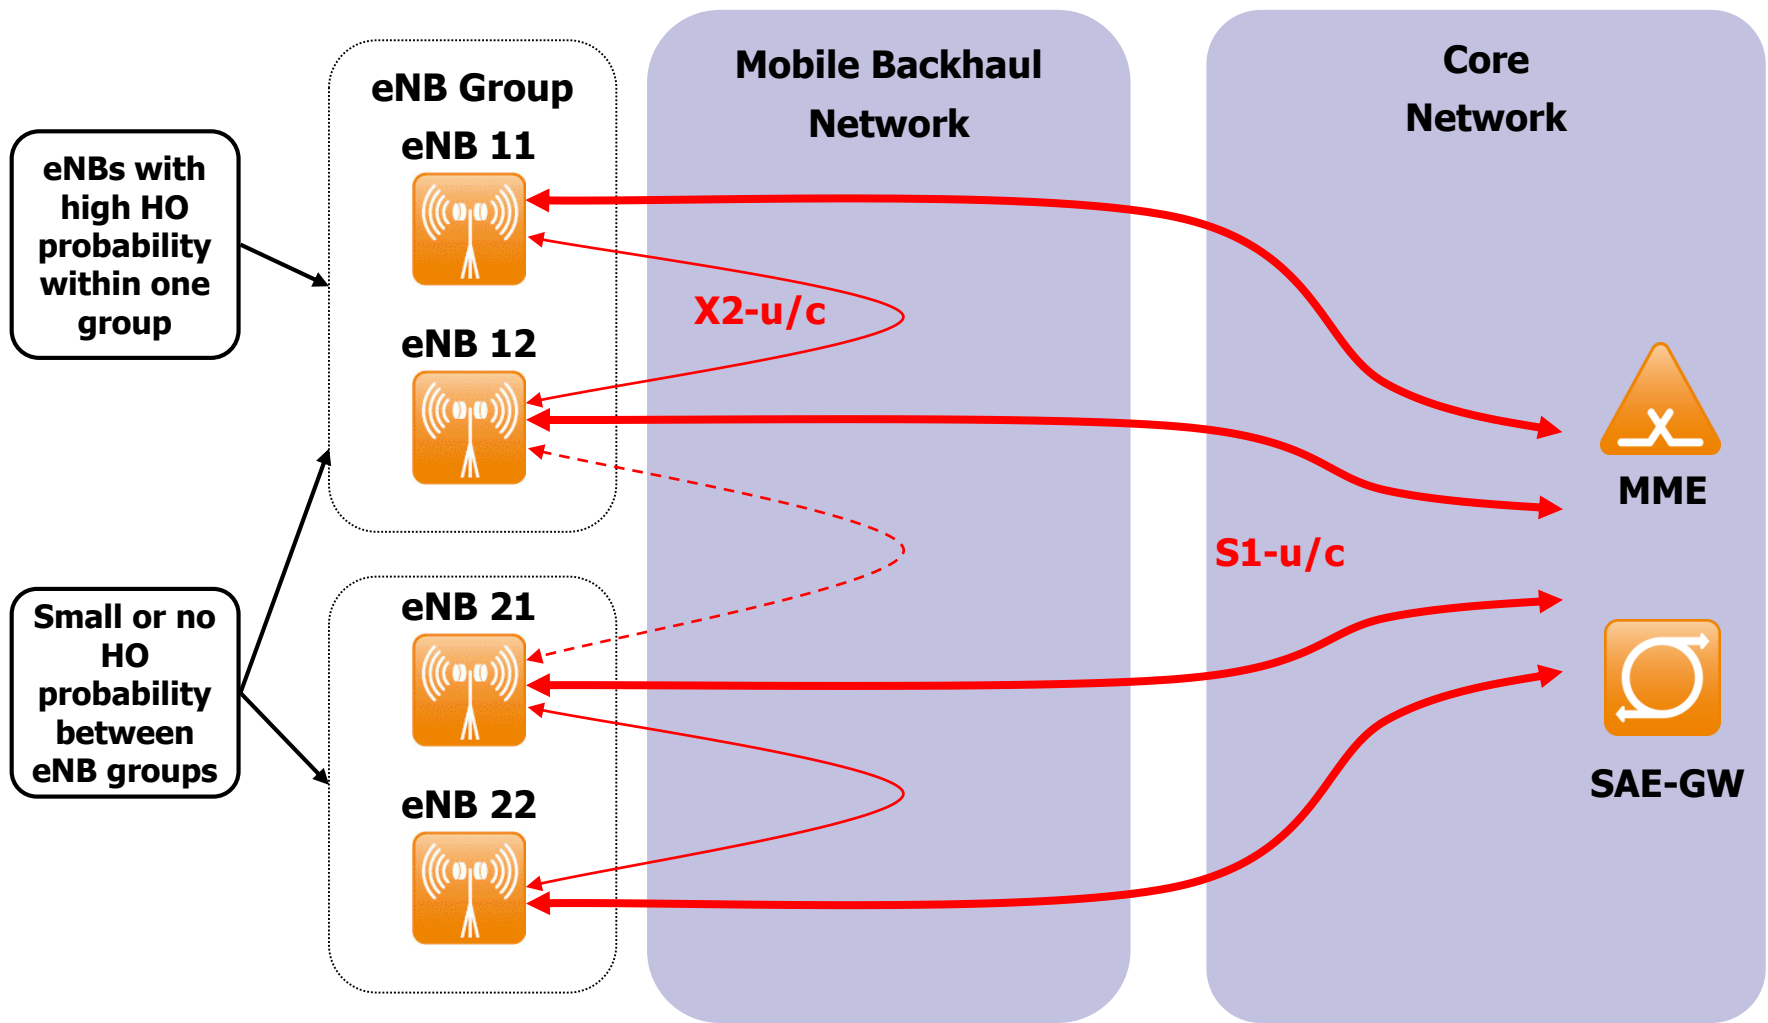 eNBs with
high HO
probability
within one
group
Small or no
HO
probability
between
eNB groups
eNB Group
eNB 11
eNB 12
eNB 21
eNB 22
Mobile Backhaul
Network
X2-u/c
Core
Network
S1-u/c
MME
SAE-GW